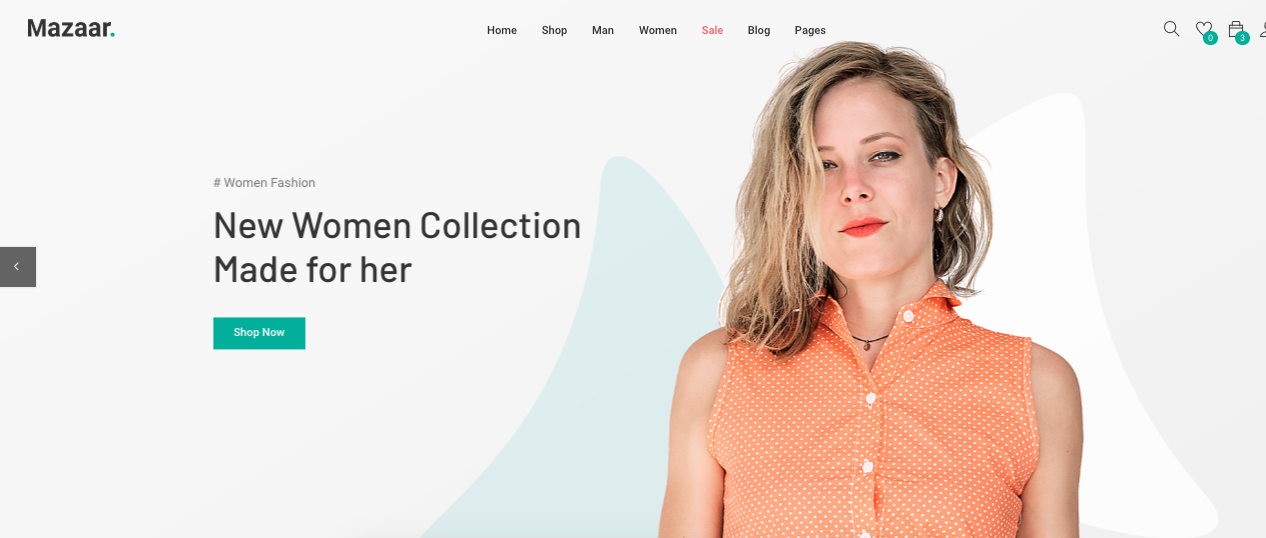 Mazaar.
Home Shop Man Women Sale Blog Pages
0 3
# Women Fashion
New Women Collection
Made for her
Shop Now